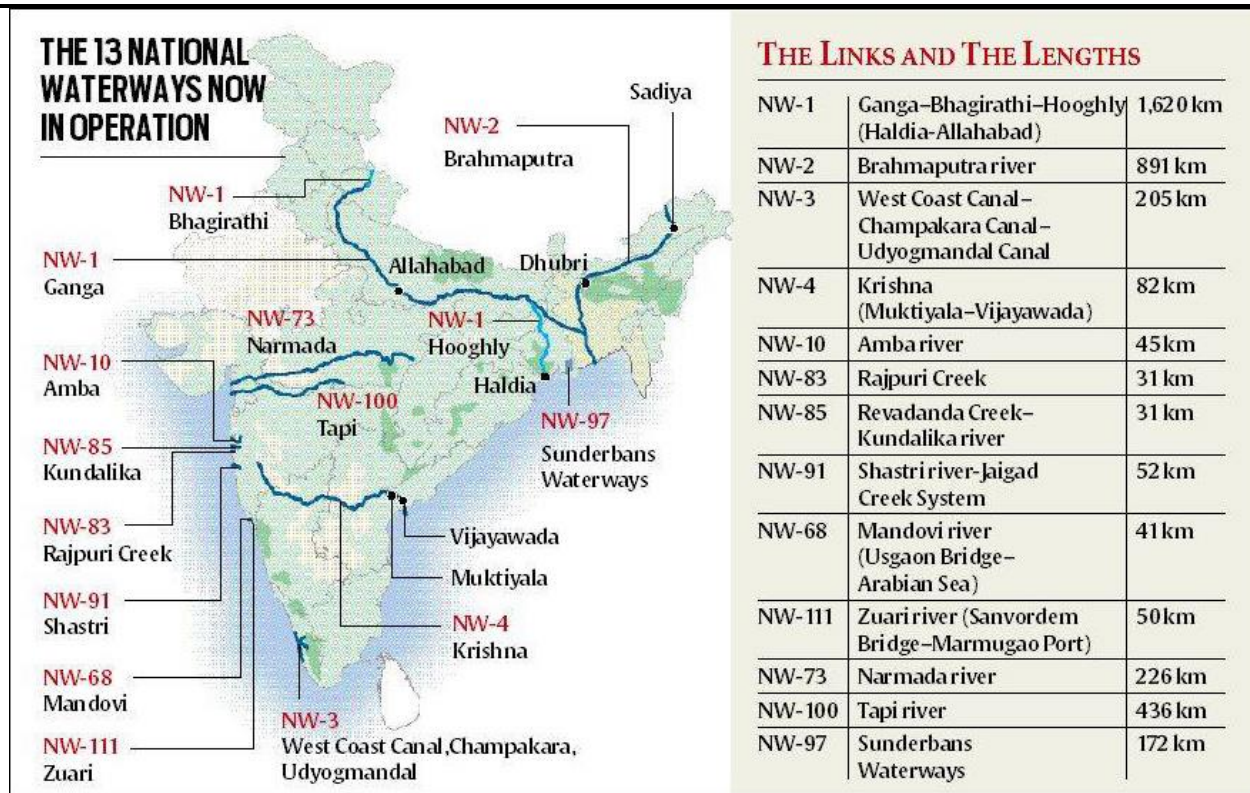 THE 13 NATIONAL
WATERWAYS NOW
IN OPERATION
Sadiya
NW-2
Brahmaputra
NW-1
Bhagirathi
NW-1
Ganga
Allahabad
Dhubri
NW-73
Narmada
NW-1
Hooghly
NW-10
Amba
Haldia
NW-100
Tapi
NW-97
Sunderbans
Waterways
NW-85
Kundalika
NW-83
Rajpuri Creek
Vijayawada
Muktiyala
NW-91
Shastri
NW-4
Krishna
NW-68
Mandovi
NW-3
West Coast Canal,Champakara,
Udyogmandal
NW-111
Zuari
THE LINKS AND THE LENGTHS
NW-1 Ganga–Bhagirathi–Hooghly 1,620 km
(Haldia-Allahabad)
NW-2 Brahmaputra river 891 km
NW-3 West Coast Canal– 205 km
Champakara Canal–
Udyogmandal Canal
NW-4 Krishna 82 km
(Muktiyala–Vijayawada)
NW-10 Amba river 45 km
NW-83 Rajpuri Creek 31 km
NW-85 Revadanda Creek– 31 km
Kundalika river
NW-91 Shastri river-Jaigad 52 km
Creek System
NW-68 Mandovi river 41 km
(Usgaon Bridge–
Arabian Sea)
NW-111 Zuari river (Sanvordem 50 km
Bridge–Marmugao Port)
NW-73 Narmada river 226 km
NW-100 Tapi river 436 km
NW-97 Sunderbans 172 km
Waterways